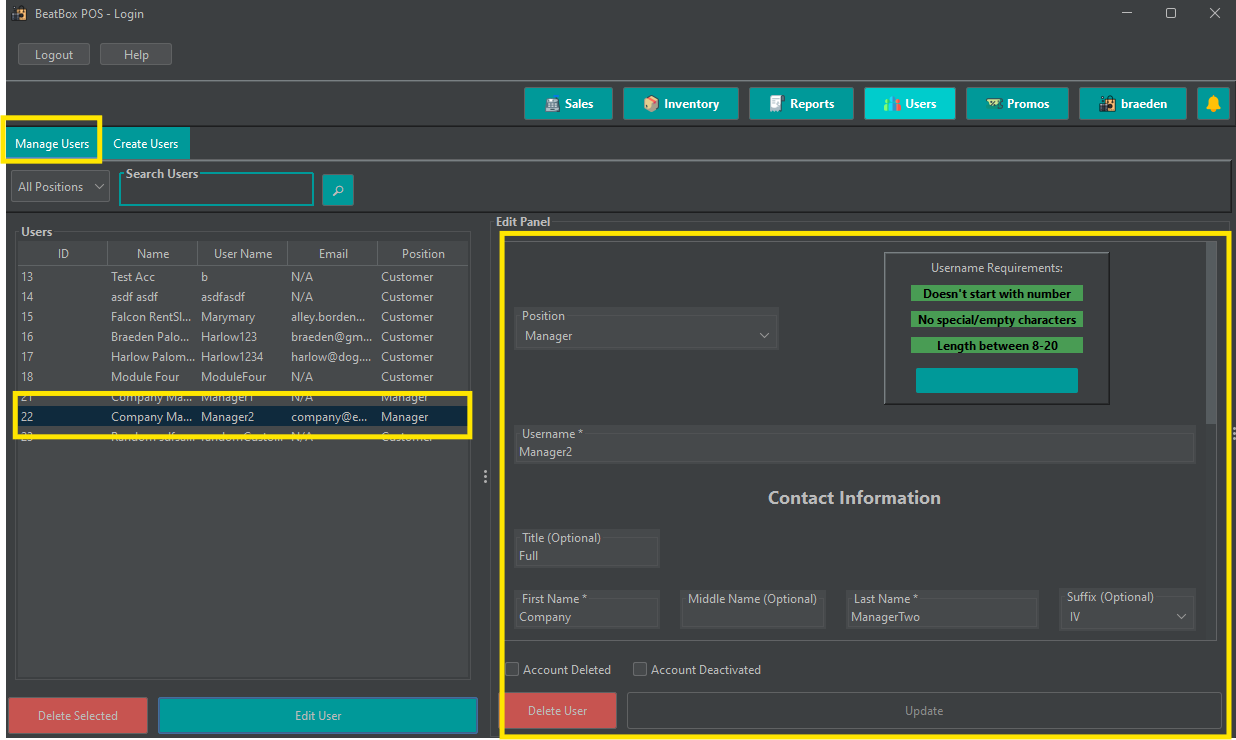 BeatBox POS - Login
Logout Help
Sales Inventory Reports Users Promos braeden
Manage Users Create Users
All Positions Search Users
Users
ID Name User Name Email Position
13 Test Acc b N/A Customer
14 asdf asdf asdfasdf N/A Customer
15 Falcon RentSl... Marymary alley.borden... Customer
16 Braeden Palo... Harlow123 braeden@gm... Customer
17 Harlow Palom... Harlow1234 harlow@dog.... Customer
18 Module Four ModuleFour N/A Customer
21 Company Ma... Manager1 N/A Manager
22 Company Ma... Manager2 company@e... Manager
23 N/A Customer
Delete Selected Edit User
Edit Panel
Username Requirements:
Doesn't start with number
No special/empty characters
Length between 8-20
Position
Manager
Username *
Manager2
Contact Information
Title (Optional)
Full
First Name * Middle Name (Optional) Last Name * Suffix (Optional)
Company ManagerTwo IV
Account Deleted Account Deactivated
Delete User Update